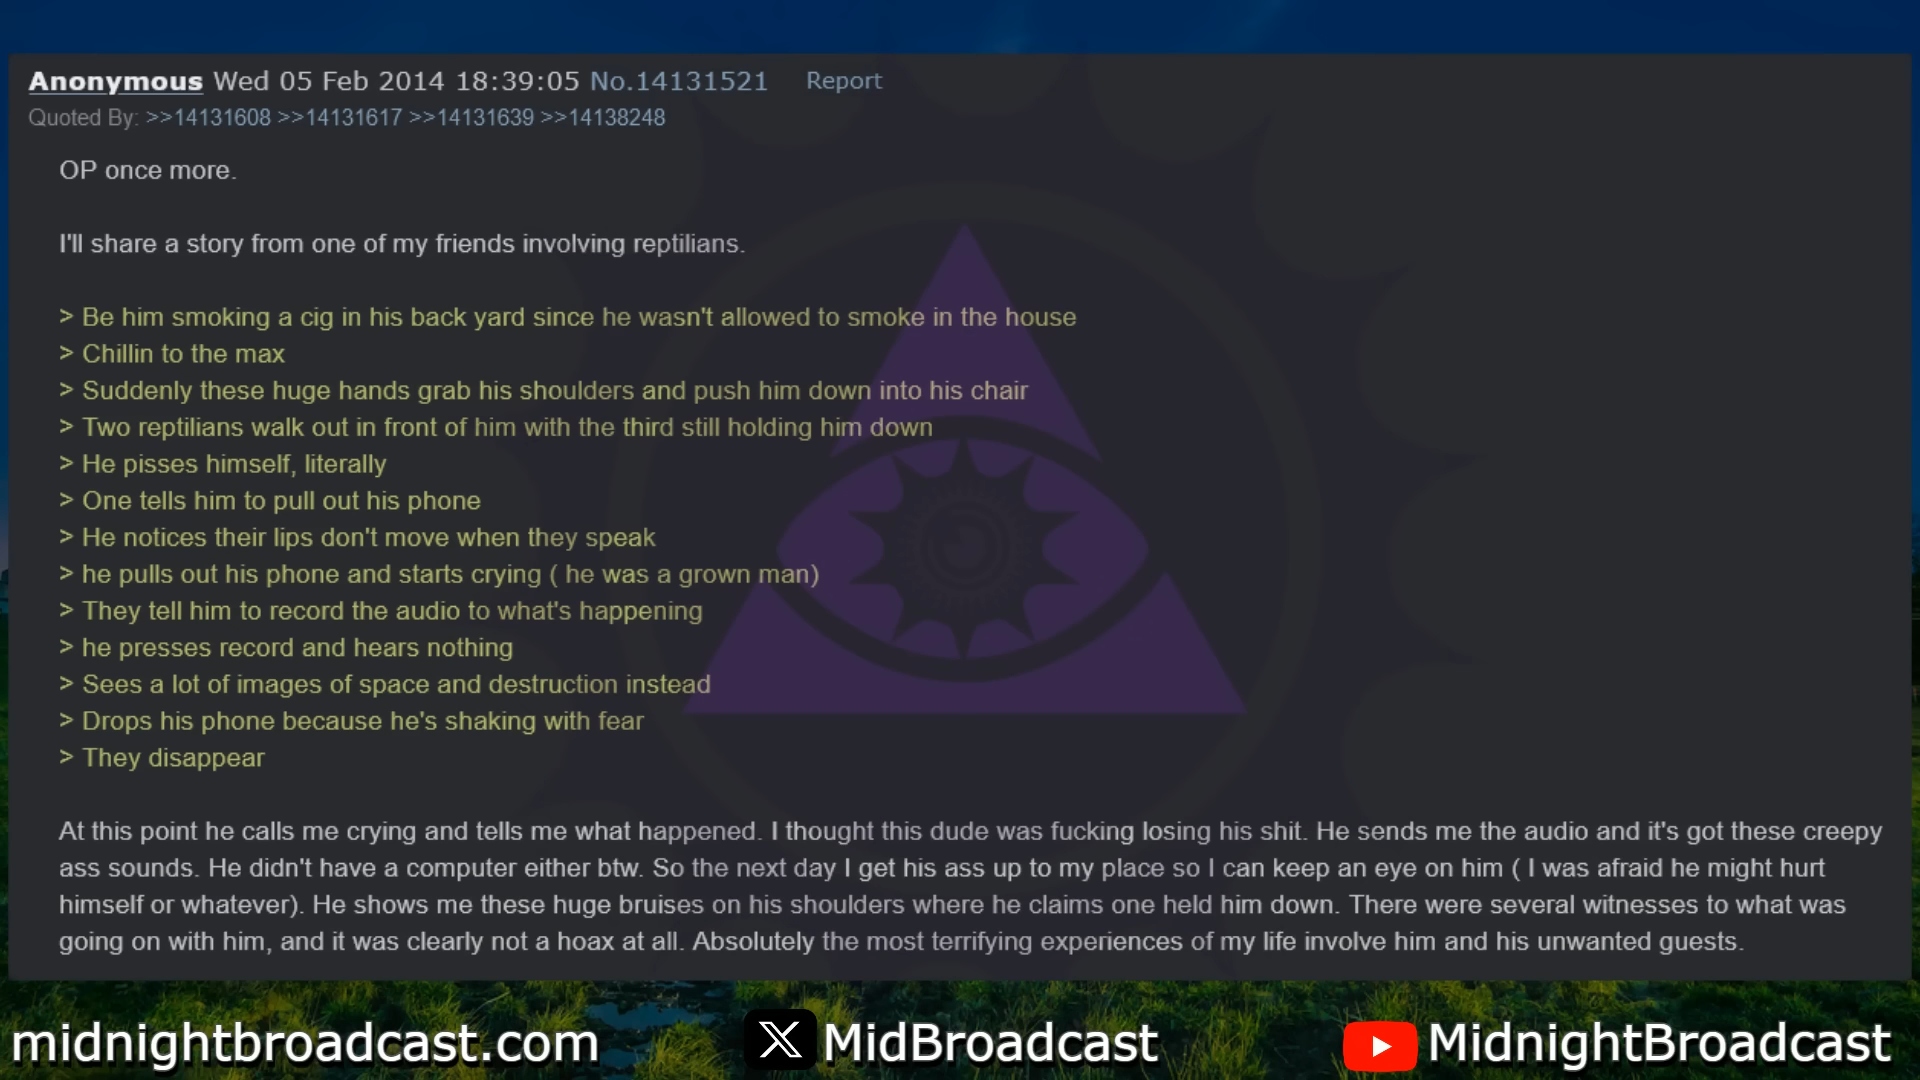 Anonymous Wed 05 Feb 2014 18:39:05 No.14131521 Report
Quoted By: >>14131608 >>14131617 >>14131639 >>14138248
OP once more.
I'll share a story from one of my friends involving reptilians.
> Be him smoking a cig in his back yard since he wasn't allowed to smoke in the house
> Chillin to the max
> Suddenly these huge hands grab his shoulders and push him down into his chair
> Two reptilians walk out in front of him with the third still holding him down
> He pisses himself, literally
> One tells him to pull out his phone
> He notices their lips don't move when they speak
> he pulls out his phone and starts crying ( he was a grown man)
> They tell him to record the audio to what's happening
> he presses record and hears nothing
> Sees a lot of images of space and destruction instead
> Drops his phone because he's shaking with fear
> They disappear
At this point he calls me crying and tells me what happened. I thought this dude was fucking losing his shit. He sends me the audio and it's got these creepy
ass sounds. He didn't have a computer either btw. So the next day I get his ass up to my place so I can keep an eye on him ( I was afraid he might hurt
himself or whatever). He shows me these huge bruises on his shoulders where he claims one held him down. There were several witnesses to what was
going on with him, and it was clearly not a hoax at all. Absolutely the most terrifying experiences of my life involve him and his unwanted guests.
midnightbroadcast.com X MidBroadcast MidnightBroadcast